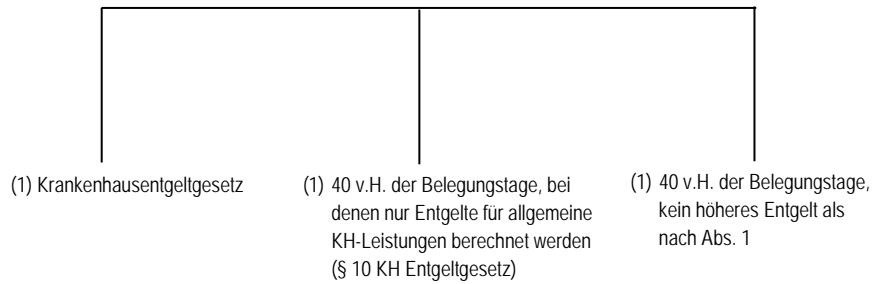 (1) Krankenhausentgeltgesetz
(1) 40 v.H. der Belegungstage, bei
denen nur Entgelte für allgemeine
KH-Leistungen berechnet werden
(§ 10 KH Entgeltgesetz)
(1) 40 v.H. der Belegungstage,
kein höheres Entgelt als
nach Abs. 1